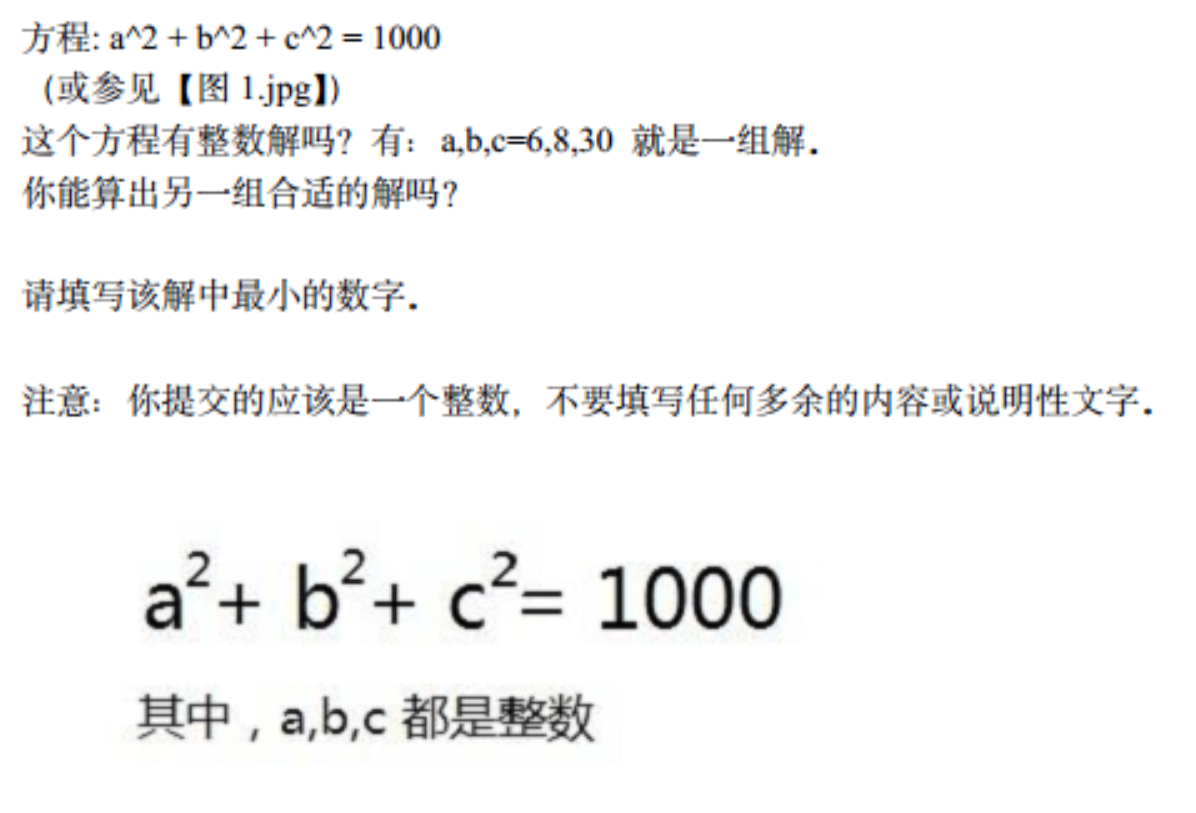 方程: a^2 + b^2 + c^2 = 1000
(或参见【图 1.jpg】)
这个方程有整数解吗？有：a,b,c=6,8,30 就是一组解.
你能算出另一组合适的解吗？
请填写该解中最小的数字.
注意：你提交的应该是一个整数，不要填写任何多余的内容或说明性文字.
a²+ b²+ c²= 1000
其中，a,b,c 都是整数